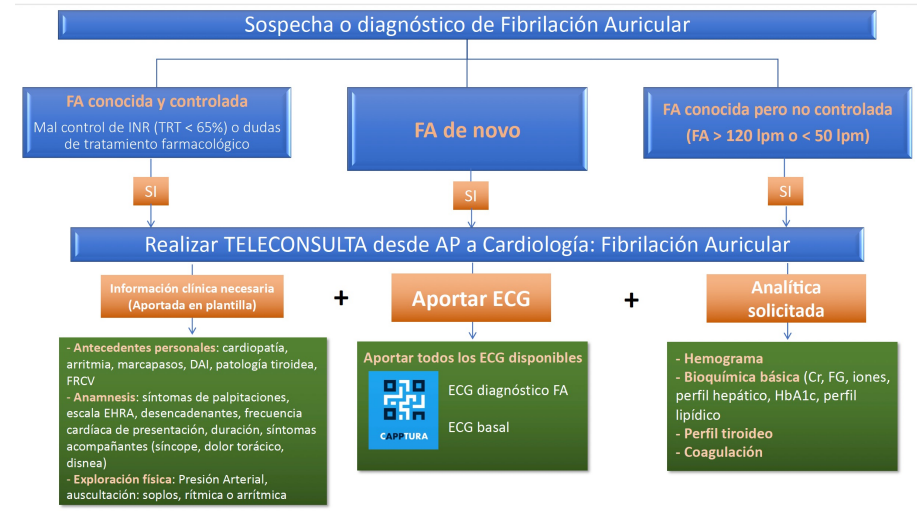 Sospecha o diagnóstico de Fibrilación Auricular
FA conocida y controlada
Mal control de INR (TRT < 65%) o dudas
de tratamiento farmacológico
FA de novo
FA conocida pero no controlada
(FA > 120 lpm o < 50 lpm)
SI
SI
SI
Realizar TELECONSULTA desde AP a Cardiología: Fibrilación Auricular
Información clínica necesaria
(Aportada en plantilla)
+
Aportar ECG
+
Analítica
solicitada
- Antecedentes personales: cardiopatía,
arritmia, marcapasos, DAI, patología tiroidea,
FRCV
- Anamnesis: síntomas de palpitaciones,
escala EHRA, desencadenantes, frecuencia
cardíaca de presentación, duración, síntomas
acompañantes (síncope, dolor torácico,
disnea)
- Exploración física: Presión Arterial,
auscultación: soplos, rítmica o arrítmica
Aportar todos los ECG disponibles
ECG diagnóstico FA
ECG basal
CAPPTURA
- Hemograma
- Bioquímica básica (Cr, FG, iones,
perfil hepático, HbA1c, perfil
lipídico
- Perfil tiroideo
- Coagulación